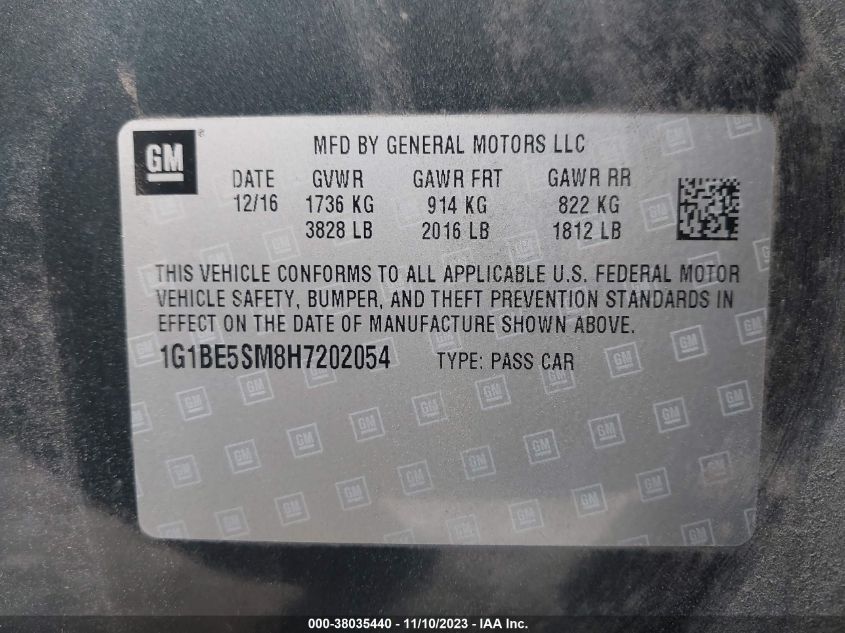 GM ®
MFD BY GENERAL MOTORS LLC
DATE GVWR GAWR FRT GAWR RR
12/16 1736 KG 914 KG 822 KG
3828 LB 2016 LB 1812 LB
THIS VEHICLE CONFORMS TO ALL APPLICABLE U.S. FEDERAL MOTOR
VEHICLE SAFETY, BUMPER, AND THEFT PREVENTION STANDARDS IN
EFFECT ON THE DATE OF MANUFACTURE SHOWN ABOVE.
1G1BE5SM8H7202054 TYPE: PASS CAR
000-38035440 - 11/10/2023 - IAA Inc.